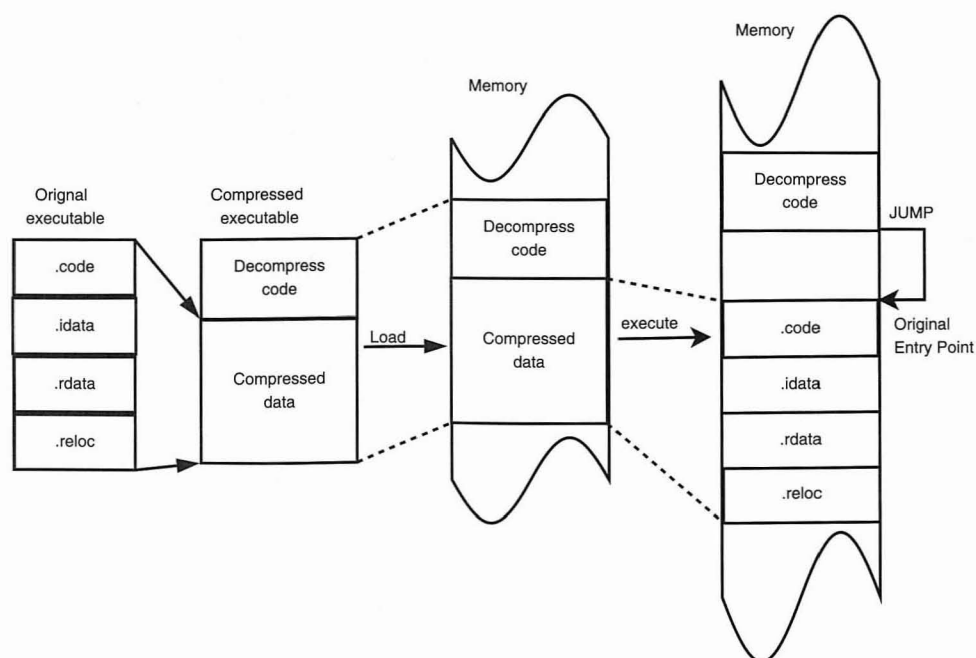 Orignal
executable
.code
.idata
.rdata
.reloc
Compressed
executable
Decompress
code
Compressed
data
Load
Memory
Decompress
code
Compressed
data
execute
Memory
Decompress
code
JUMP
.code
Original
Entry Point
.idata
.rdata
.reloc